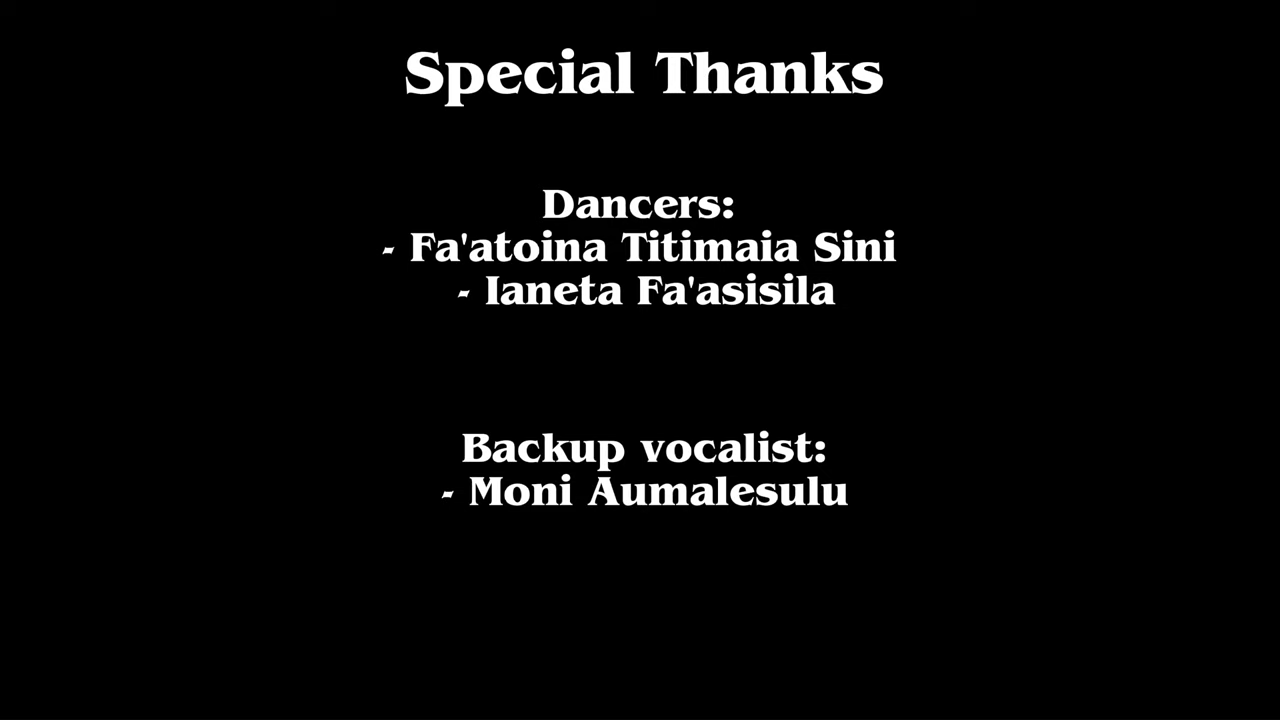 Special Thanks
Dancers:
- Fa'atoina Titimaia Sini
- Ianeta Fa'asisila
Backup vocalist:
- Moni Aumalesulu